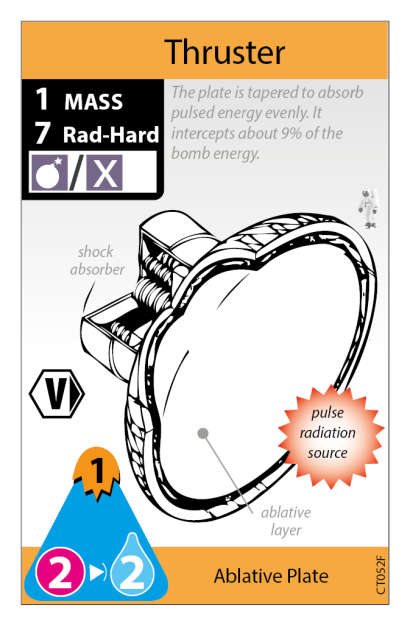 Thruster
1 MASS
7 Rad-Hard
/ X
The plate is tapered to absorb
pulsed energy evenly. It
intercepts about 9% of the
bomb energy.
shock
absorber
V
pulse
radiation
source
1
ablative
layer
2 2
Ablative Plate
CT052F